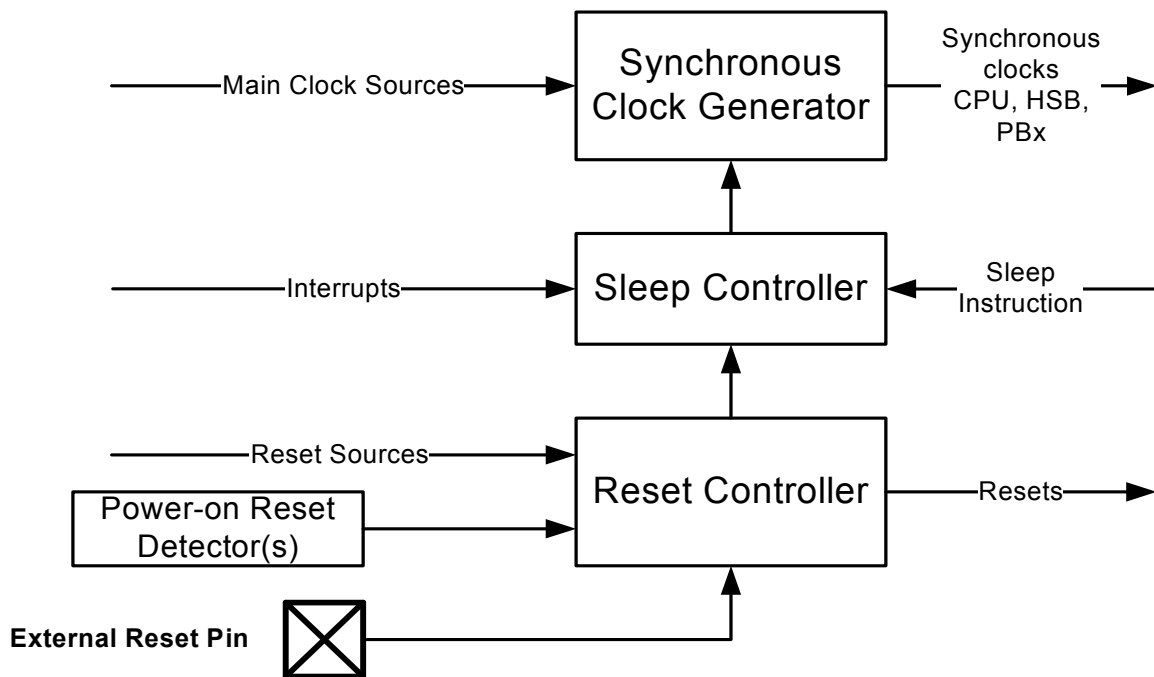 Main Clock Sources
Synchronous
Clock Generator
Synchronous
clocks
CPU, HSB,
PBx
Interrupts
Sleep Controller
Sleep
Instruction
Reset Sources
Power-on Reset
Detector(s)
Reset Controller
Resets
External Reset Pin